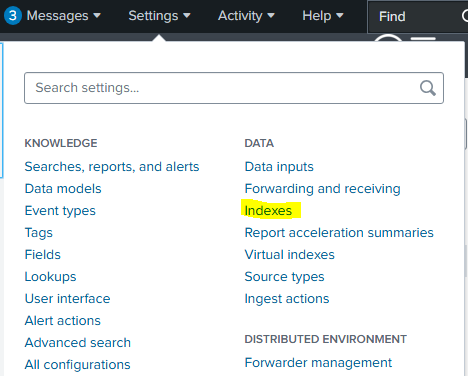 3 Messages Settings Activity Help Find
Search settings...
KNOWLEDGE
Searches, reports, and alerts
Data models
Event types
Tags
Fields
Lookups
User interface
Alert actions
Advanced search
All configurations
DATA
Data inputs
Forwarding and receiving
Indexes
Report acceleration summaries
Virtual indexes
Source types
Ingest actions
DISTRIBUTED ENVIRONMENT
Forwarder management